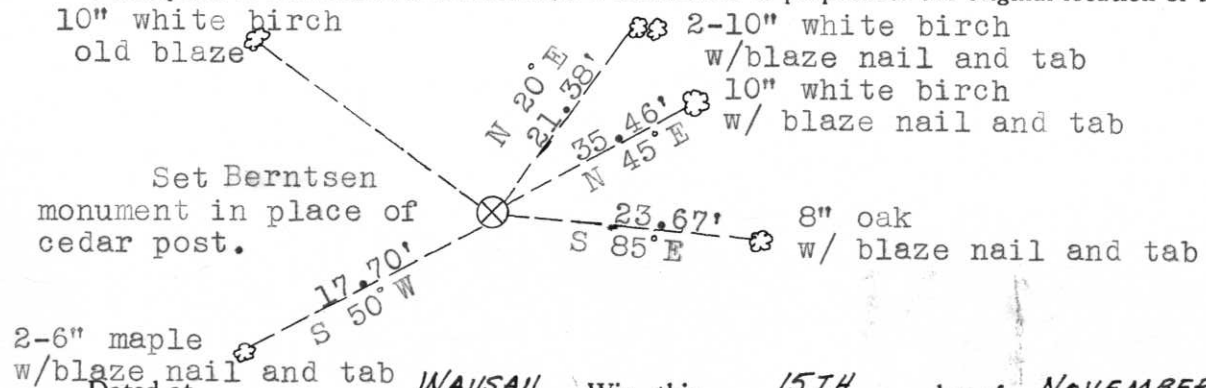 10" white birch
old blaze
2-10" white birch
w/blaze nail and tab
N 20° E
21.38'
10" white birch
w/ blaze nail and tab
35.46'
N 45° E
Set Berntsen
monument in place of
cedar post.
23.67'
S 85° E
8" oak
w/ blaze nail and tab
17.70'
S 50° W
2-6" maple
w/blaze nail and tab
Dated at WAUSAU Wis., this 15TH day of NOVEMBER